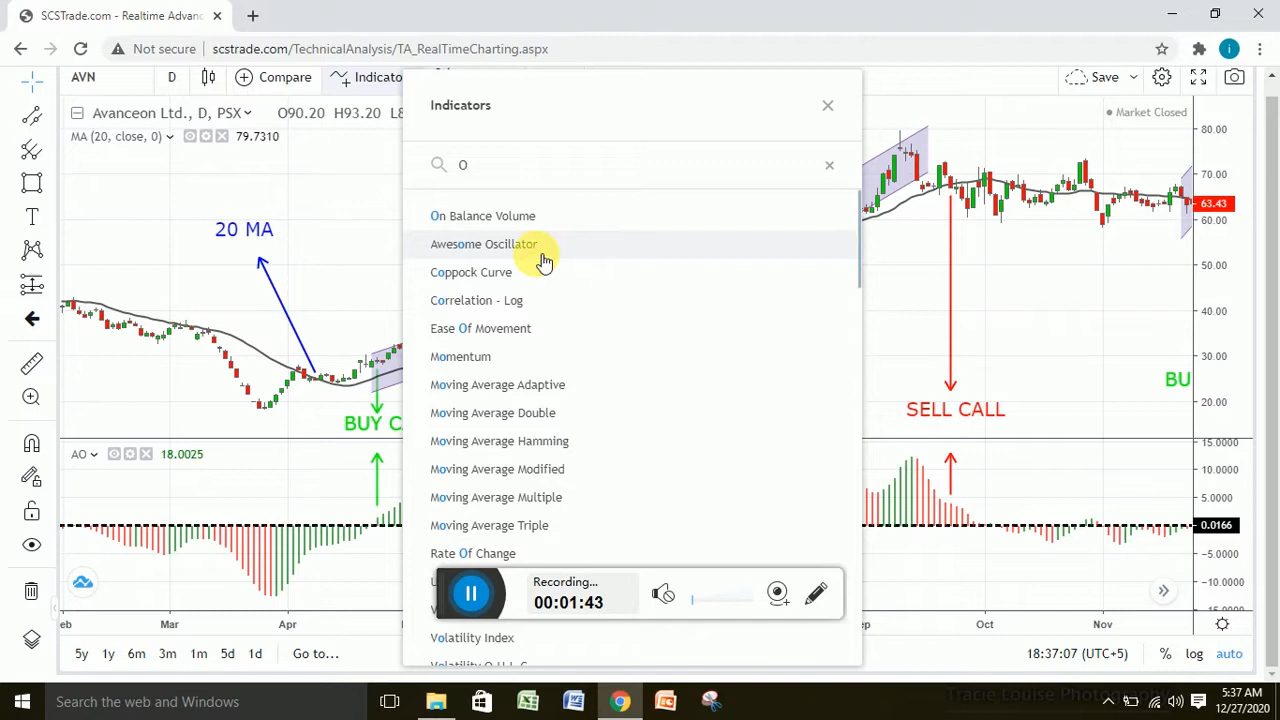 SCSTrade.com - Realtime Advanc
Not secure scstrade.com/TechnicalAnalysis/TA_RealTimeCharting.aspx
i
AVN D Compare Indicato Save
Avanceon Ltd., D, PSX O90.20 H93.20 L8
Market Closed
MA (20, close, 0) 79.7310
Indicators
O
On Balance Volume
Awesome Oscillator
Coppock Curve
Correlation - Log
Ease Of Movement
Momentum
Moving Average Adaptive
Moving Average Double
Moving Average Hamming
Moving Average Modified
Moving Average Multiple
Moving Average Triple
Rate Of Change
Volatility Index
Volatility O-H-L-C
20 MA
BUY C
SELL CALL
BU
80.00
70.00
63.43
60.00
50.00
40.00
30.00
20.00
AO 18.0025
15.0000
10.0000
5.0000
0.0166
-5.0000
-10.0000
-15.0000
Recording...
00:01:43
eb Mar Apr ep Oct Nov
5y 1y 6m 3m 1m 5d 1d Go to... 18:37:07 (UTC+5) % log auto
Search the web and Windows
Tracie Louise Photography
5:37 AM
12/27/2020